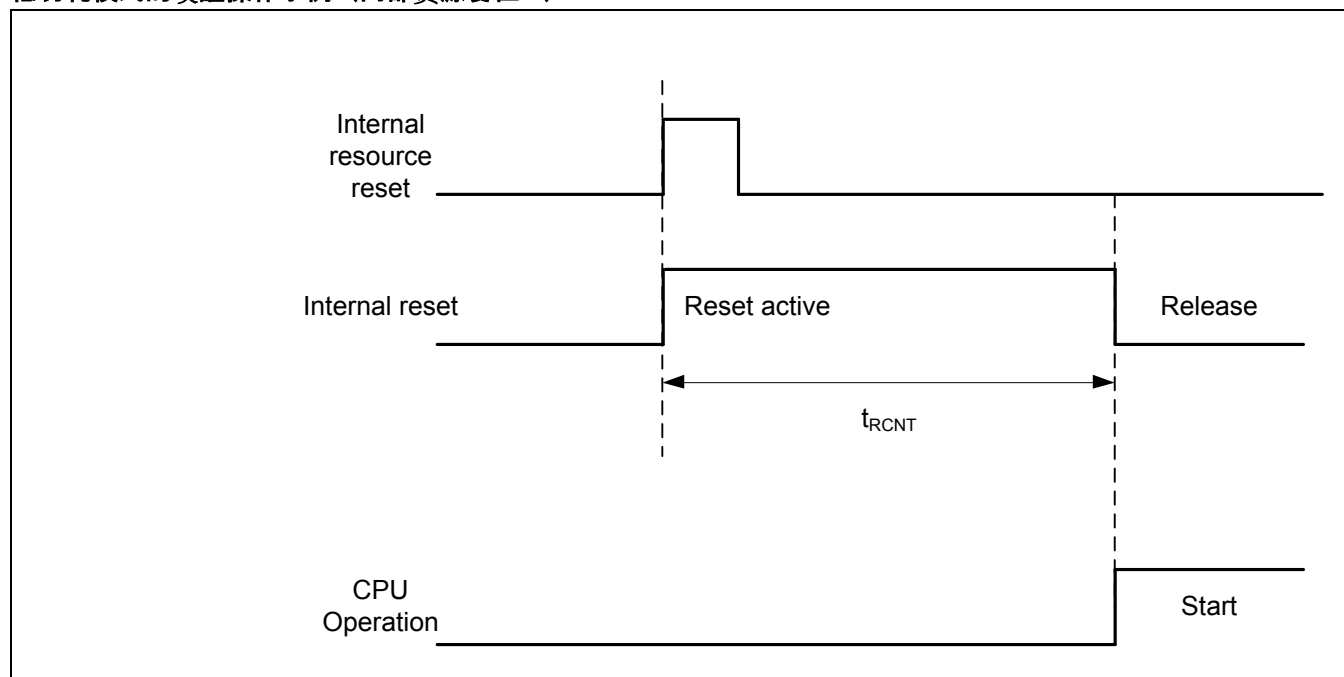 Internal
resource
reset
Internal reset
Reset active
Release
tRCNT
CPU
Operation
Start